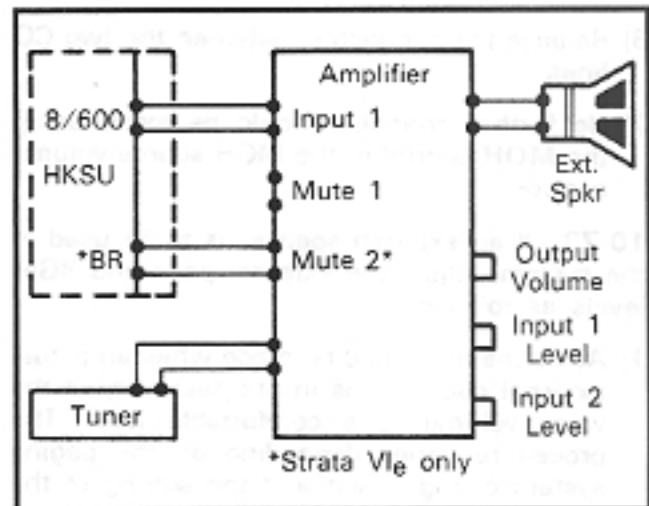 Amplifier
8/600
Input 1
HKSU
Mute 1
Ext.
Spkr
*BR
Mute 2*
Output
Volume
Input 1
Level
Tuner
Input 2
Level
*Strata VIe only